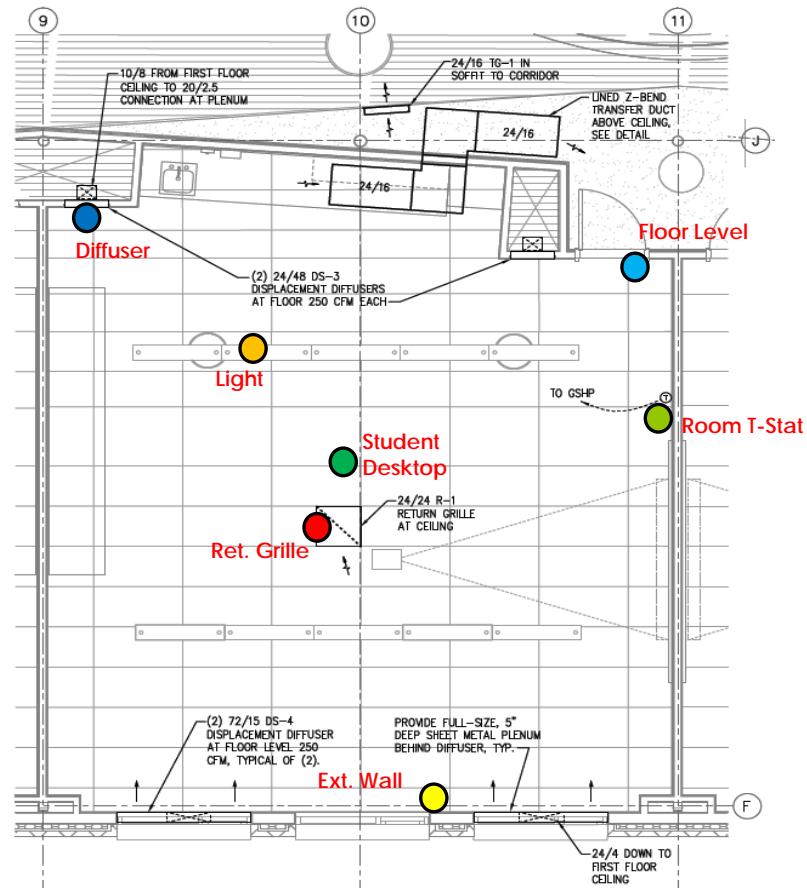 9
10
11
10/8 FROM FIRST FLOOR
CEILING TO 20/2.5
CONNECTION AT PLENUM
24/16 TG-1 IN
SOFFIT TO CORRIDOR
LINED Z-BEND
TRANSFER DUCT
ABOVE CEILING,
SEE DETAIL
24/16
J
24/16
Diffuser
Floor Level
(2) 24/48 DS-3
DISPLACEMENT DIFFUSERS
AT FLOOR 250 CFM EACH
Light
TO GSHP
T
Room T-Stat
Student
Desktop
24/24 R-1
RETURN GRILLE
AT CEILING
Ret. Grille
(2) 72/15 DS-4
DISPLACEMENT DIFFUSER
AT FLOOR LEVEL 250
CFM, TYPICAL OF (2).
PROVIDE FULL-SIZE, 5"
DEEP SHEET METAL PLENUM
BEHIND DIFFUSER, TYP.
Ext. Wall
F
24/4 DOWN TO
FIRST FLOOR
CEILING